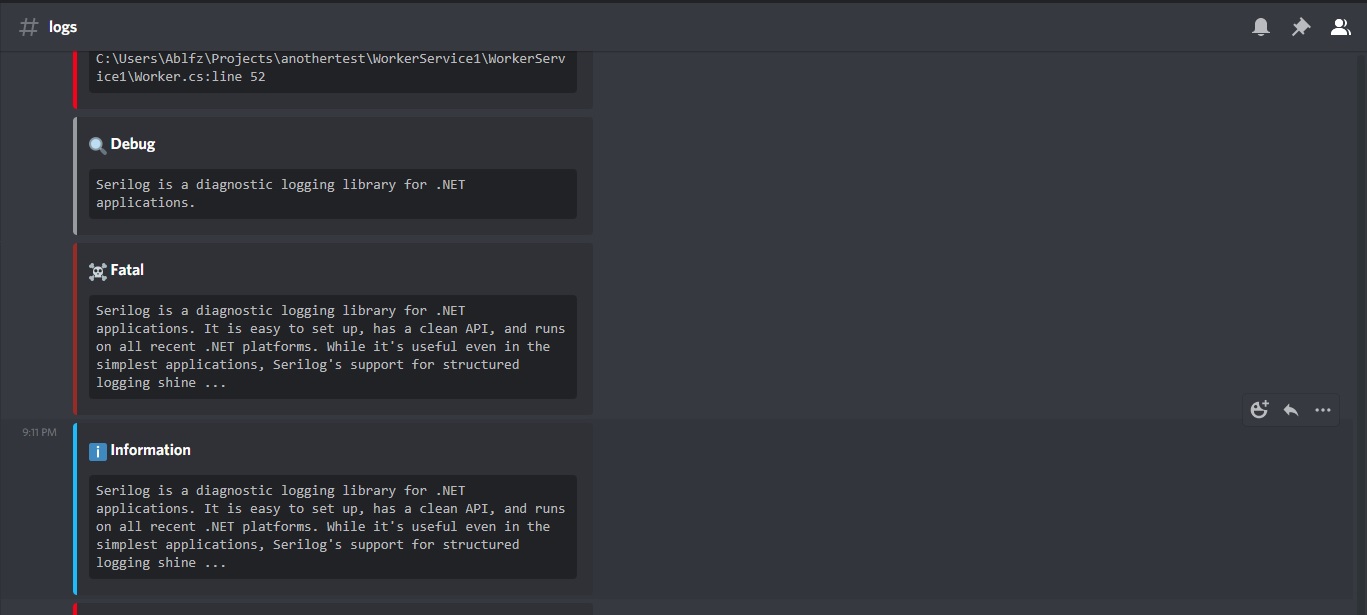 logs
C:\Users\Ablfz\Projects\anothertest\WorkerService1\WorkerServ
ice1\Worker.cs:line 52
Debug
Serilog is a diagnostic logging library for .NET
applications.
Fatal
Serilog is a diagnostic logging library for .NET
applications. It is easy to set up, has a clean API, and runs
on all recent .NET platforms. While it's useful even in the
simplest applications, Serilog's support for structured
logging shine ...
9:11 PM
Information
Serilog is a diagnostic logging library for .NET
applications. It is easy to set up, has a clean API, and runs
on all recent .NET platforms. While it's useful even in the
simplest applications, Serilog's support for structured
logging shine ...